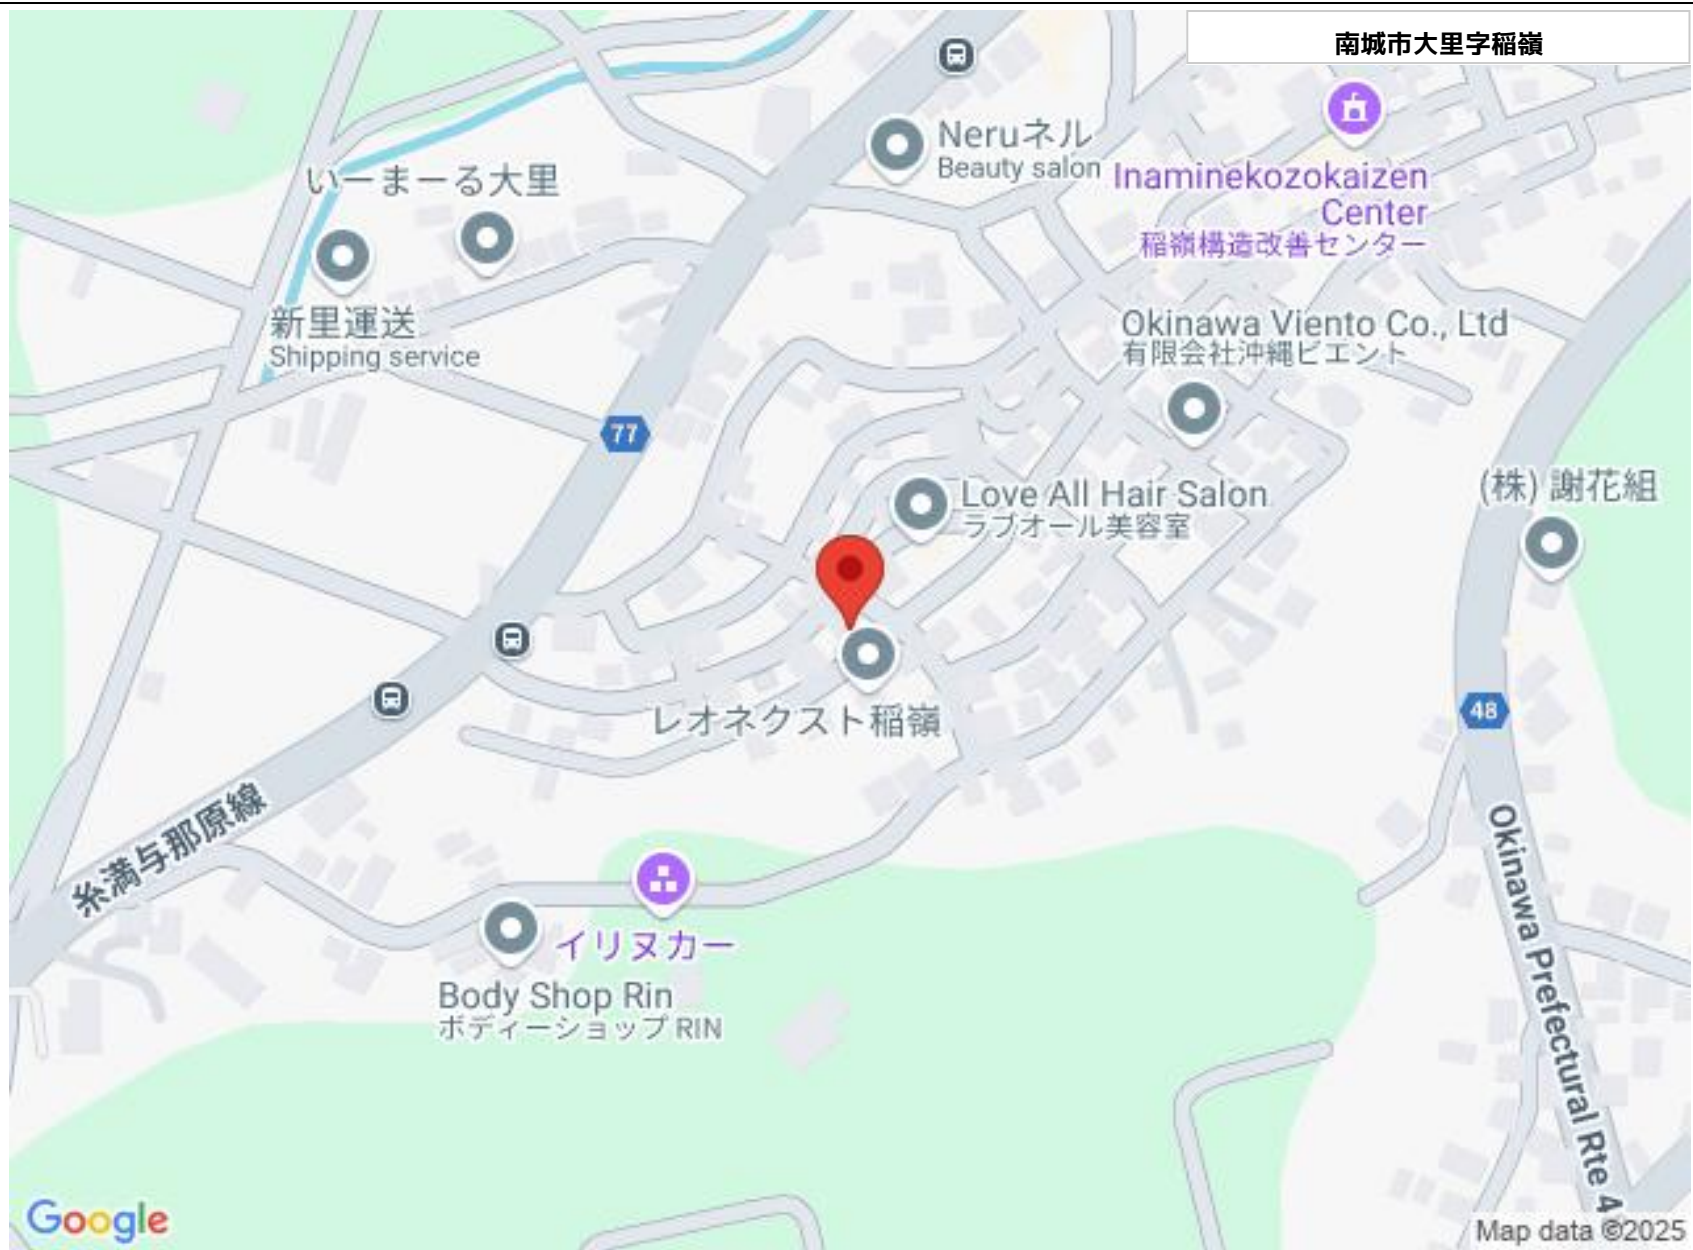 南城市大里字稲嶺
Neruネル
Beauty salon
Inaminekozokaizen
Center
稲嶺構造改善センター
いーまーる大里
新里運送
Shipping service
Okinawa Viento Co., Ltd
有限会社沖縄ビエント
77
Love All Hair Salon
ラブオール美容室
(株) 謝花組
レオネクスト稲嶺
48
糸満与那原線
Okinawa Prefectural Rte 4
イリヌカー
Body Shop Rin
ボディーショップ RIN
Google
Map data ©2025